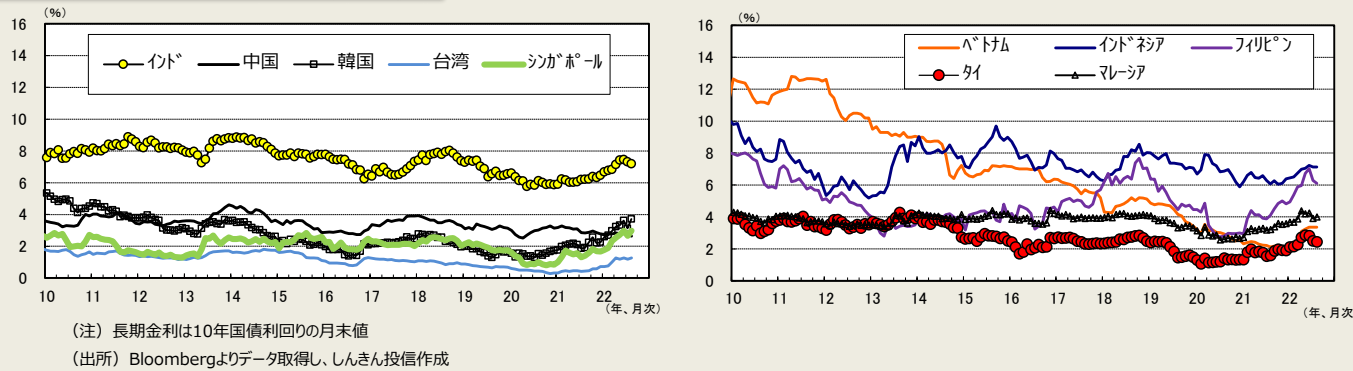 (%)
16
14
12
10
8
6
4
2
0
インド 中国 韓国 台湾 シンガポール
10 11 12 13 14 15 16 17 18 19 20 21 22
(年、月次)
(%)
16
14
12
10
8
6
4
2
0
ベトナム インドネシア フィリピン
タイ マレーシア
10 11 12 13 14 15 16 17 18 19 20 21 22
(年、月次)
(注) 長期金利は10年国債利回りの月末値
(出所) Bloombergよりデータ取得し、しんきん投信作成